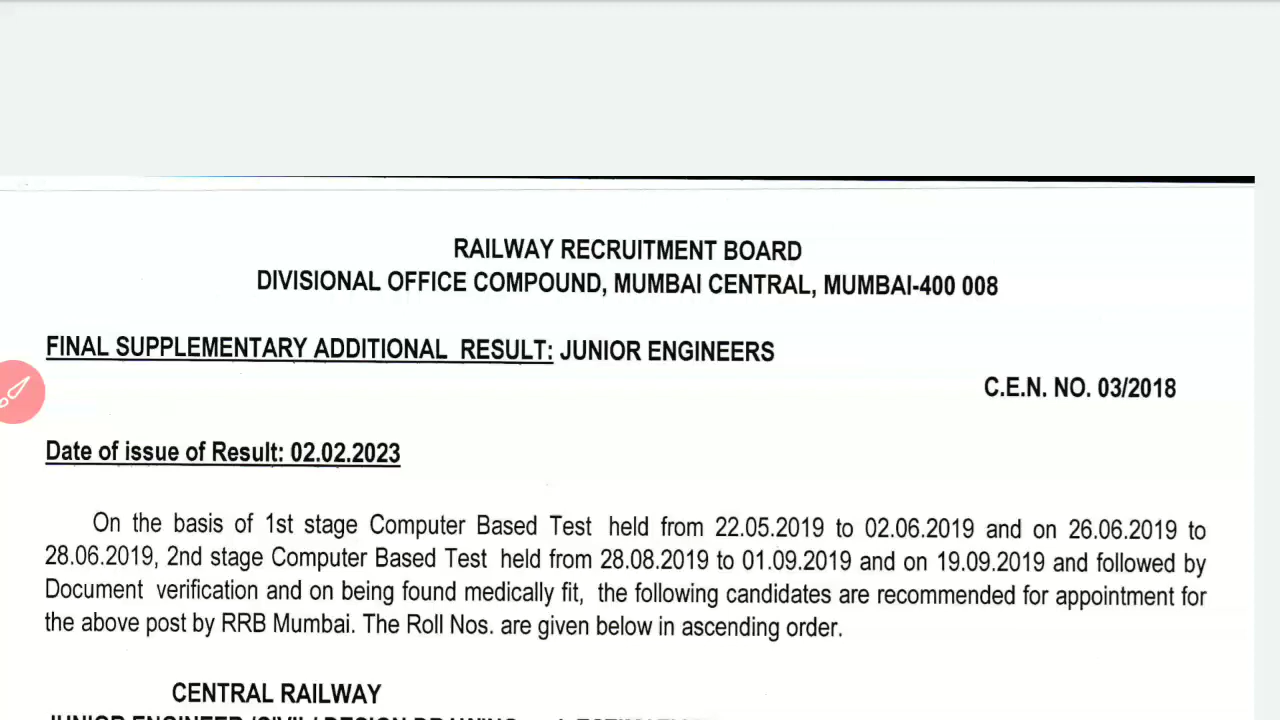 RAILWAY RECRUITMENT BOARD
DIVISIONAL OFFICE COMPOUND, MUMBAI CENTRAL, MUMBAI-400 008
FINAL SUPPLEMENTARY ADDITIONAL RESULT: JUNIOR ENGINEERS
C.E.N. NO. 03/2018
Date of issue of Result: 02.02.2023
On the basis of 1st stage Computer Based Test held from 22.05.2019 to 02.06.2019 and on 26.06.2019 to
28.06.2019, 2nd stage Computer Based Test held from 28.08.2019 to 01.09.2019 and on 19.09.2019 and followed by
Document verification and on being found medically fit, the following candidates are recommended for appointment for
the above post by RRB Mumbai. The Roll Nos. are given below in ascending order.
CENTRAL RAILWAY
JUNIOR ENGINEER